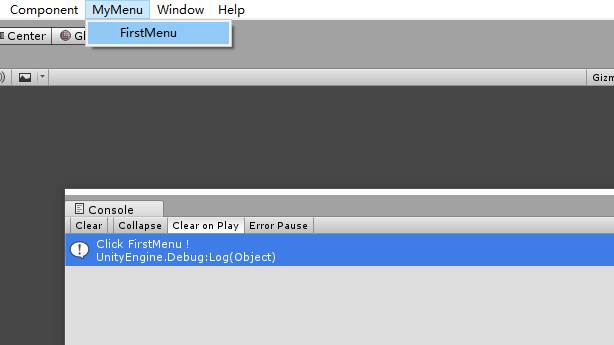 Component MyMenu Window Help
FirstMenu
Center Gl
Gizm
Console
Clear Collapse Clear on Play Error Pause
Click FirstMenu !
UnityEngine.Debug:Log(Object)